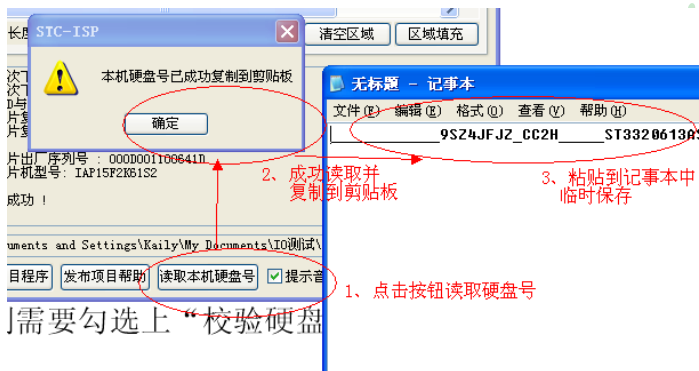 长度
STC-ISP
清空区域
区域填充
本机硬盘号已成功复制到剪贴板
确定
片出厂序列号 : 000D001100641D
片机型号: IAP15F2K61S2
成功 !
uments and Settings\Kaily\My Documents\IO测试\
目程序
发布项目帮助
读取本机硬盘号
提示音
无标题 - 记事本
文件(F) 编辑(E) 格式(O) 查看(V) 帮助(H)
________9SZ4JFJZ_CC2H_____ST3320613AS
2、成功读取并
复制到剪贴板
3、粘贴到记事本中
临时保存
1、点击按钮读取硬盘号
需要勾选上“校验硬盘